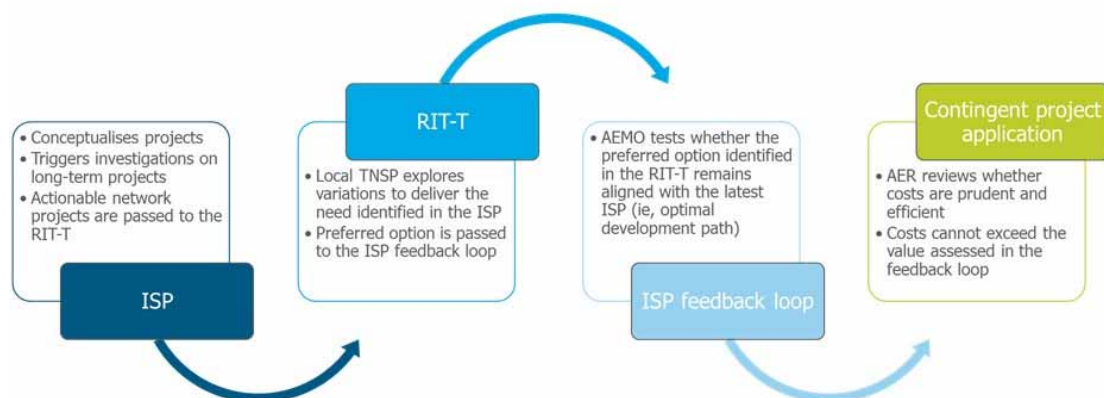 • Conceptualises projects
• Triggers investigations on
long-term projects
• Actionable network
projects are passed to the
RIT-T
ISP
RIT-T
• Local TNSP explores
variations to deliver the
need identified in the ISP
• Preferred option is passed
to the ISP feedback loop
• AEMO tests whether the
preferred option identified
in the RIT-T remains
aligned with the latest
ISP (ie, optimal
development path)
ISP feedback loop
Contingent project
application
• AER reviews whether
costs are prudent and
efficient
• Costs cannot exceed the
value assessed in the
feedback loop